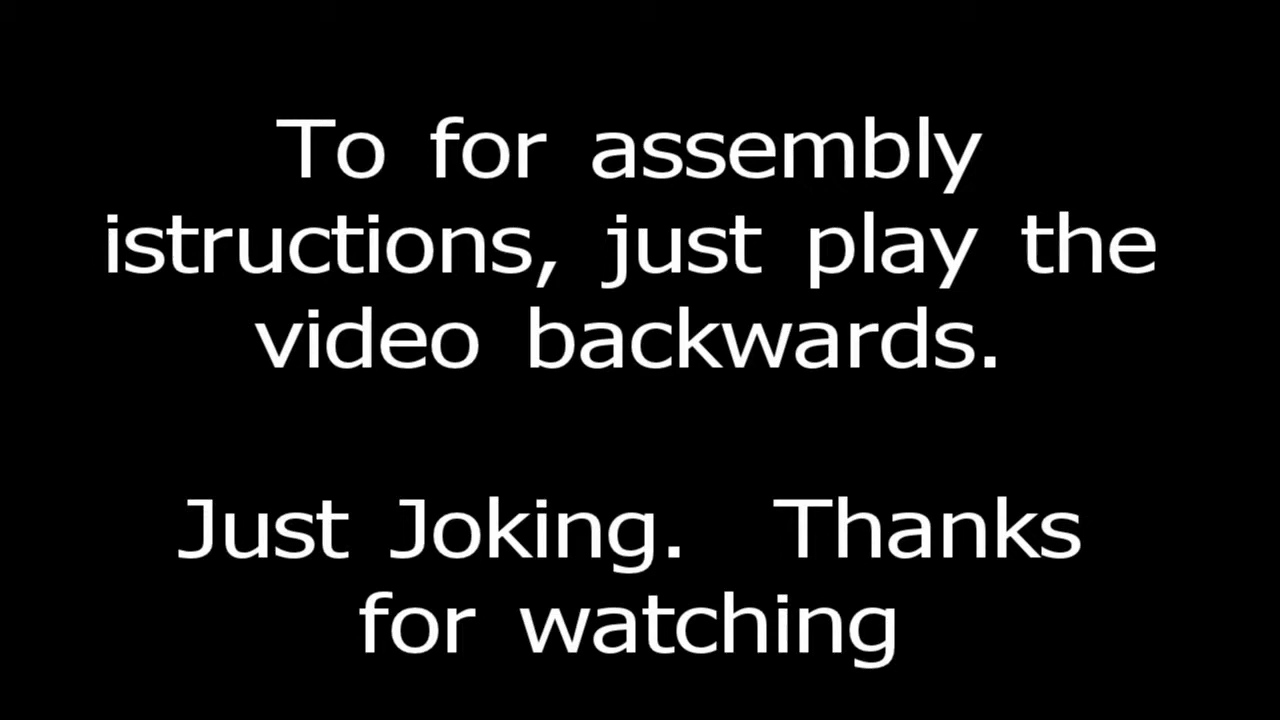 To for assembly
istructions, just play the
video backwards.
Just Joking. Thanks
for watching